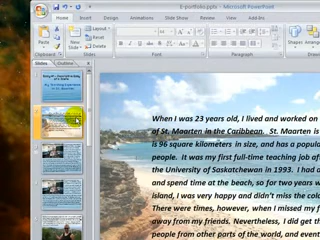 E-portfolio.pptx - Microsoft PowerPoint
Home Insert Design Animations Slide Show Review View Add-Ins
Layout
Reset
Paste New Slide Delete
Clipboard Slides Font Paragraph
Slides Outline
When I was 23 years old, I lived and worked on
of St. Maarten in the Caribbean. St. Maarten is
is 96 square kilometers in size, and has a popula
people. It was my first full-time teaching job aft
the University of Saskatchewan in 1993. I had a
and spend time at the beach, so for two years w
island, I was very happy and didn't miss the col
There were times, however, when I missed my f
away from my friends. Nevertheless, I did get th
people from other parts of the world, and event